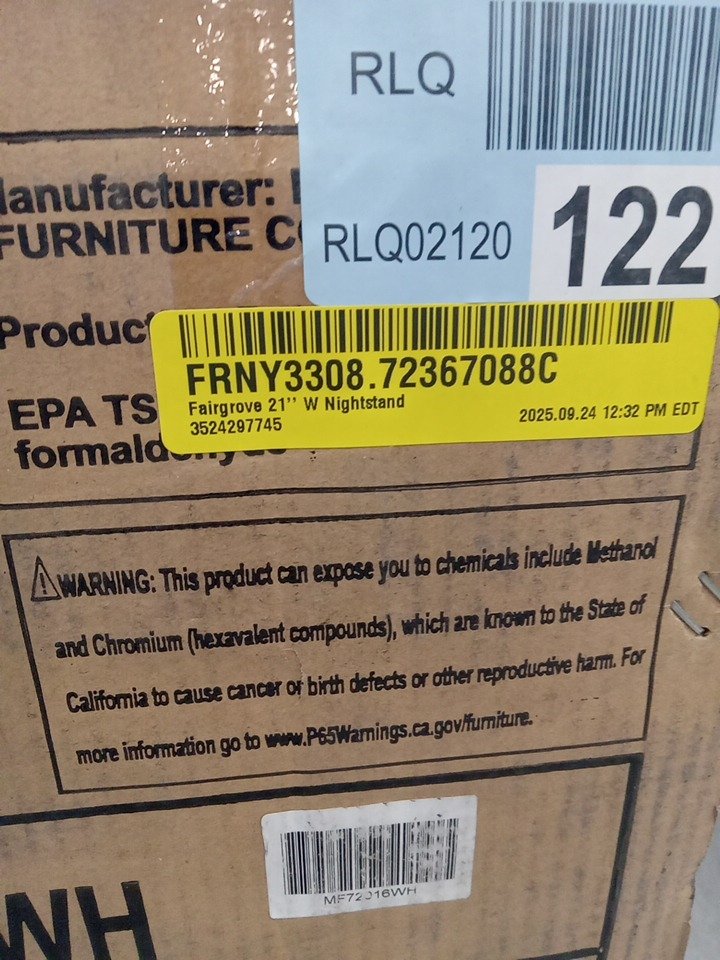 RLQ
RLQ02120
122
anufacturer:
FURNITURE
FRNY3308.72367088C
Fairgrove 21'' W Nightstand
3524297745
2025.09.24 12:32 PM EDT
EPA
WARNING: This product can expose you to chemicals include Methanol
and Chromium (hexavalent compounds), which are known to the State of
California to cause cancer or birth defects or other reproductive harm. For
more information go to www.P65Warnings.ca.gov/furniture.
WH